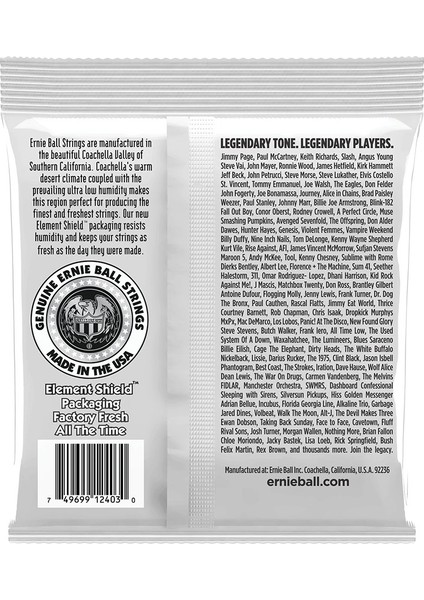 Ernie Ball Strings are manufactured in
the beautiful Coachella Valley of
Southern California. Coachella's warm
desert climate coupled with the
prevailing ultra low humidity makes
this region perfect for producing the
finest and freshest strings. Our new
Element Shield™ packaging resists
humidity and keeps your strings as
fresh as the day they were made.
GENUINE ERNIE BALL STRINGS
MADE IN THE USA
Element Shield™
Packaging
Factory Fresh
All The Time
7 49699 12403 0
LEGENDARY TONE. LEGENDARY PLAYERS.
Jimmy Page, Paul McCartney, Keith Richards, Slash, Angus Young
Steve Vai, John Mayer, Ronnie Wood, James Hetfield, Kirk Hammett
Jeff Beck, John Petrucci, Steve Morse, Steve Lukather, Elvis Costello
St. Vincent, Tommy Emmanuel, Joe Walsh, The Eagles, Don Felder
John Fogerty, Joe Bonamassa, Journey, Alice in Chains, Brad Paisley
Weezer, Paul Stanley, Johnny Marr, Billie Joe Armstrong, Blink-182
Fall Out Boy, Conor Oberst, Rodney Crowell, A Perfect Circle, Muse
Smashing Pumpkins, Avenged Sevenfold, The Offspring, Don Alder
Dawes, Hunter Hayes, Genesis, Violent Femmes, Vampire Weekend
Billy Duffy, Nine Inch Nails, Tom DeLonge, Kenny Wayne Shepherd
Kurt Vile, Rise Against, AFI, James Vincent McMorrow, Sufjan Stevens
Maroon 5, Andy McKee, Tool, Kenny Chesney, Sublime with Rome
Dierks Bentley, Albert Lee, Florence + The Machine, Sum 41, Seether
Halestorm, 311, Omar Rodriguez- Lopez, Dhani Harrison, Kid Rock
Against Me!, J Mascis, Matchbox Twenty, Don Ross, Brantley Gilbert
Antoine Dufour, Flogging Molly, Jenny Lewis, Frank Turner, Dr. Dog
The Bronx, Paul Gauthen, Rascal Flatts, Jimmy Eat World, Thrice
Courtney Barnett, Rob Chapman, Chris Isaak, Dropkick Murphys
MxPx, Mac DeMarco, Los Lobos, Panic! At The Disco, New Found Glory
Steve Stevens, Butch Walker, Frank Iero, All Time Low, The Used
System Of A Down, Waxahatchee, The Lumineers, Blues Saraceno
Billie Eilish, Cage The Elephant, Dirty Heads, The White Buffalo
Nickelback, Lissie, Darius Rucker, The 1975, Clint Black, Jason Isbell
Phantogram, Best Coast, The Strokes, Iration, Dave Hause, Wolf Alice
Dean Lewis, The War On Drugs, Carmen Vandenberg, The Melvins
FIDLAR, Manchester Orchestra, SWMRS, Dashboard Confessional
Sleeping with Sirens, Silversun Pickups, Hiss Golden Messenger
Adrian Bellue, Incubus, Florida Georgia Line, Alkaline Trio, Garbage
Jared Dines, Volbeat, Walk The Moon, Alt-J, The Devil Makes Three
Ewan Dobson, Taking Back Sunday, Face to Face, Cavetown, Fluff
Rival Sons, Josh Turner, Morgan Wallen, Nothing More, Brian Fallon
Chloe Moriondo, Jacky Bastek, Lisa Loeb, Rick Springfield, Bush
Felix Martin, Rex Brown, and thousands more. Join the legacy.
Manufactured at: Ernie Ball Inc. Coachella, California, U.S.A. 92236
ernieball.com